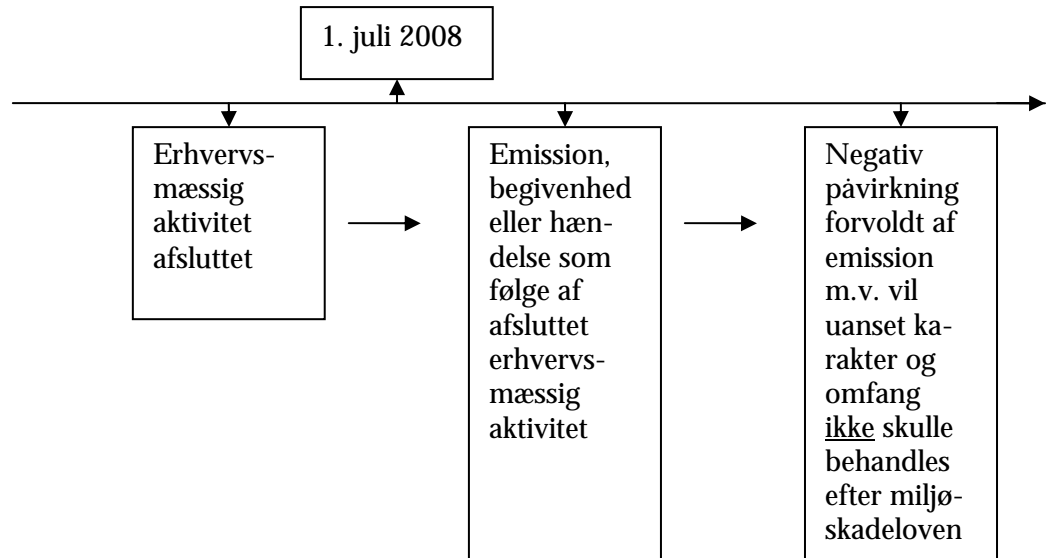 1. juli 2008
Erhvervs-
mæssig
aktivitet
afsluttet
Emission,
begivenhed
eller hæn-
delse som
følge af
afsluttet
erhvervs-
mæssig
aktivitet
Negativ
påvirkning
forvoldt af
emission
m.v. vil
uanset ka-
rakter og
omfang
ikke skulle
behandles
efter miljø-
skadeloven